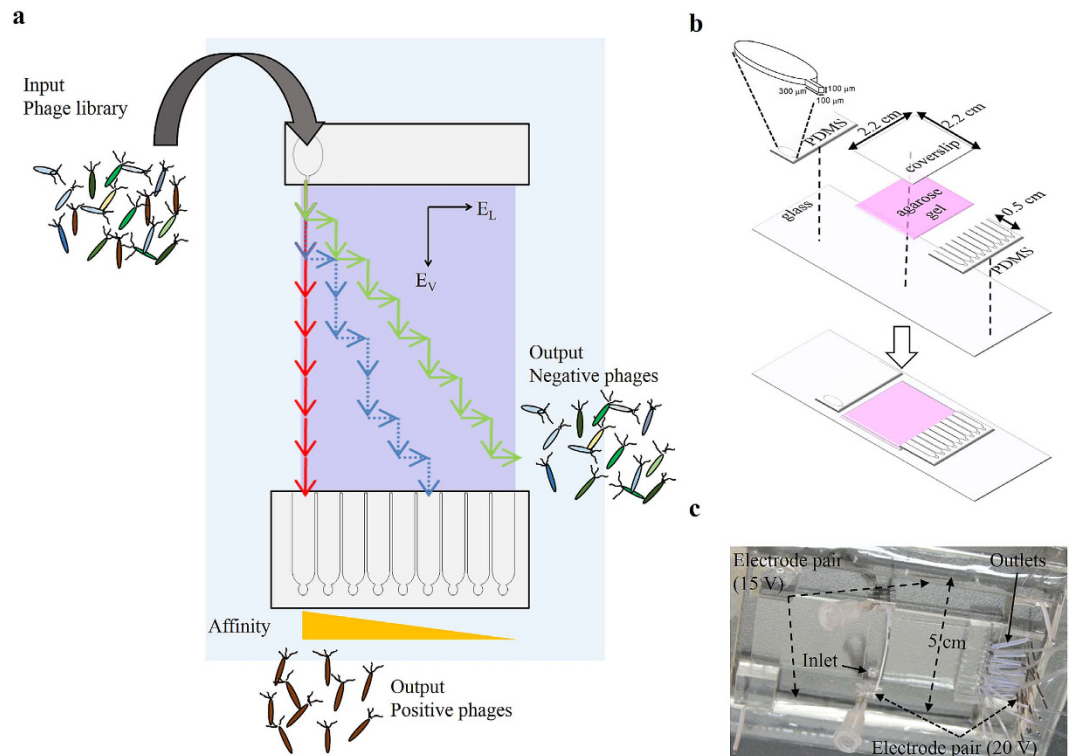 a
Input
Phage library
E_L
E_V
Output
Negative phages
Affinity
Output
Positive phages
b
300 μm
100 μm
100 μm
PDMS
2.2 cm
2.2 cm
coverslip
glass
agarose
gel
0.5 cm
PDMS
c
Electrode pair
(15 V)
Outlets
5 cm
Inlet
Electrode pair (20 V)